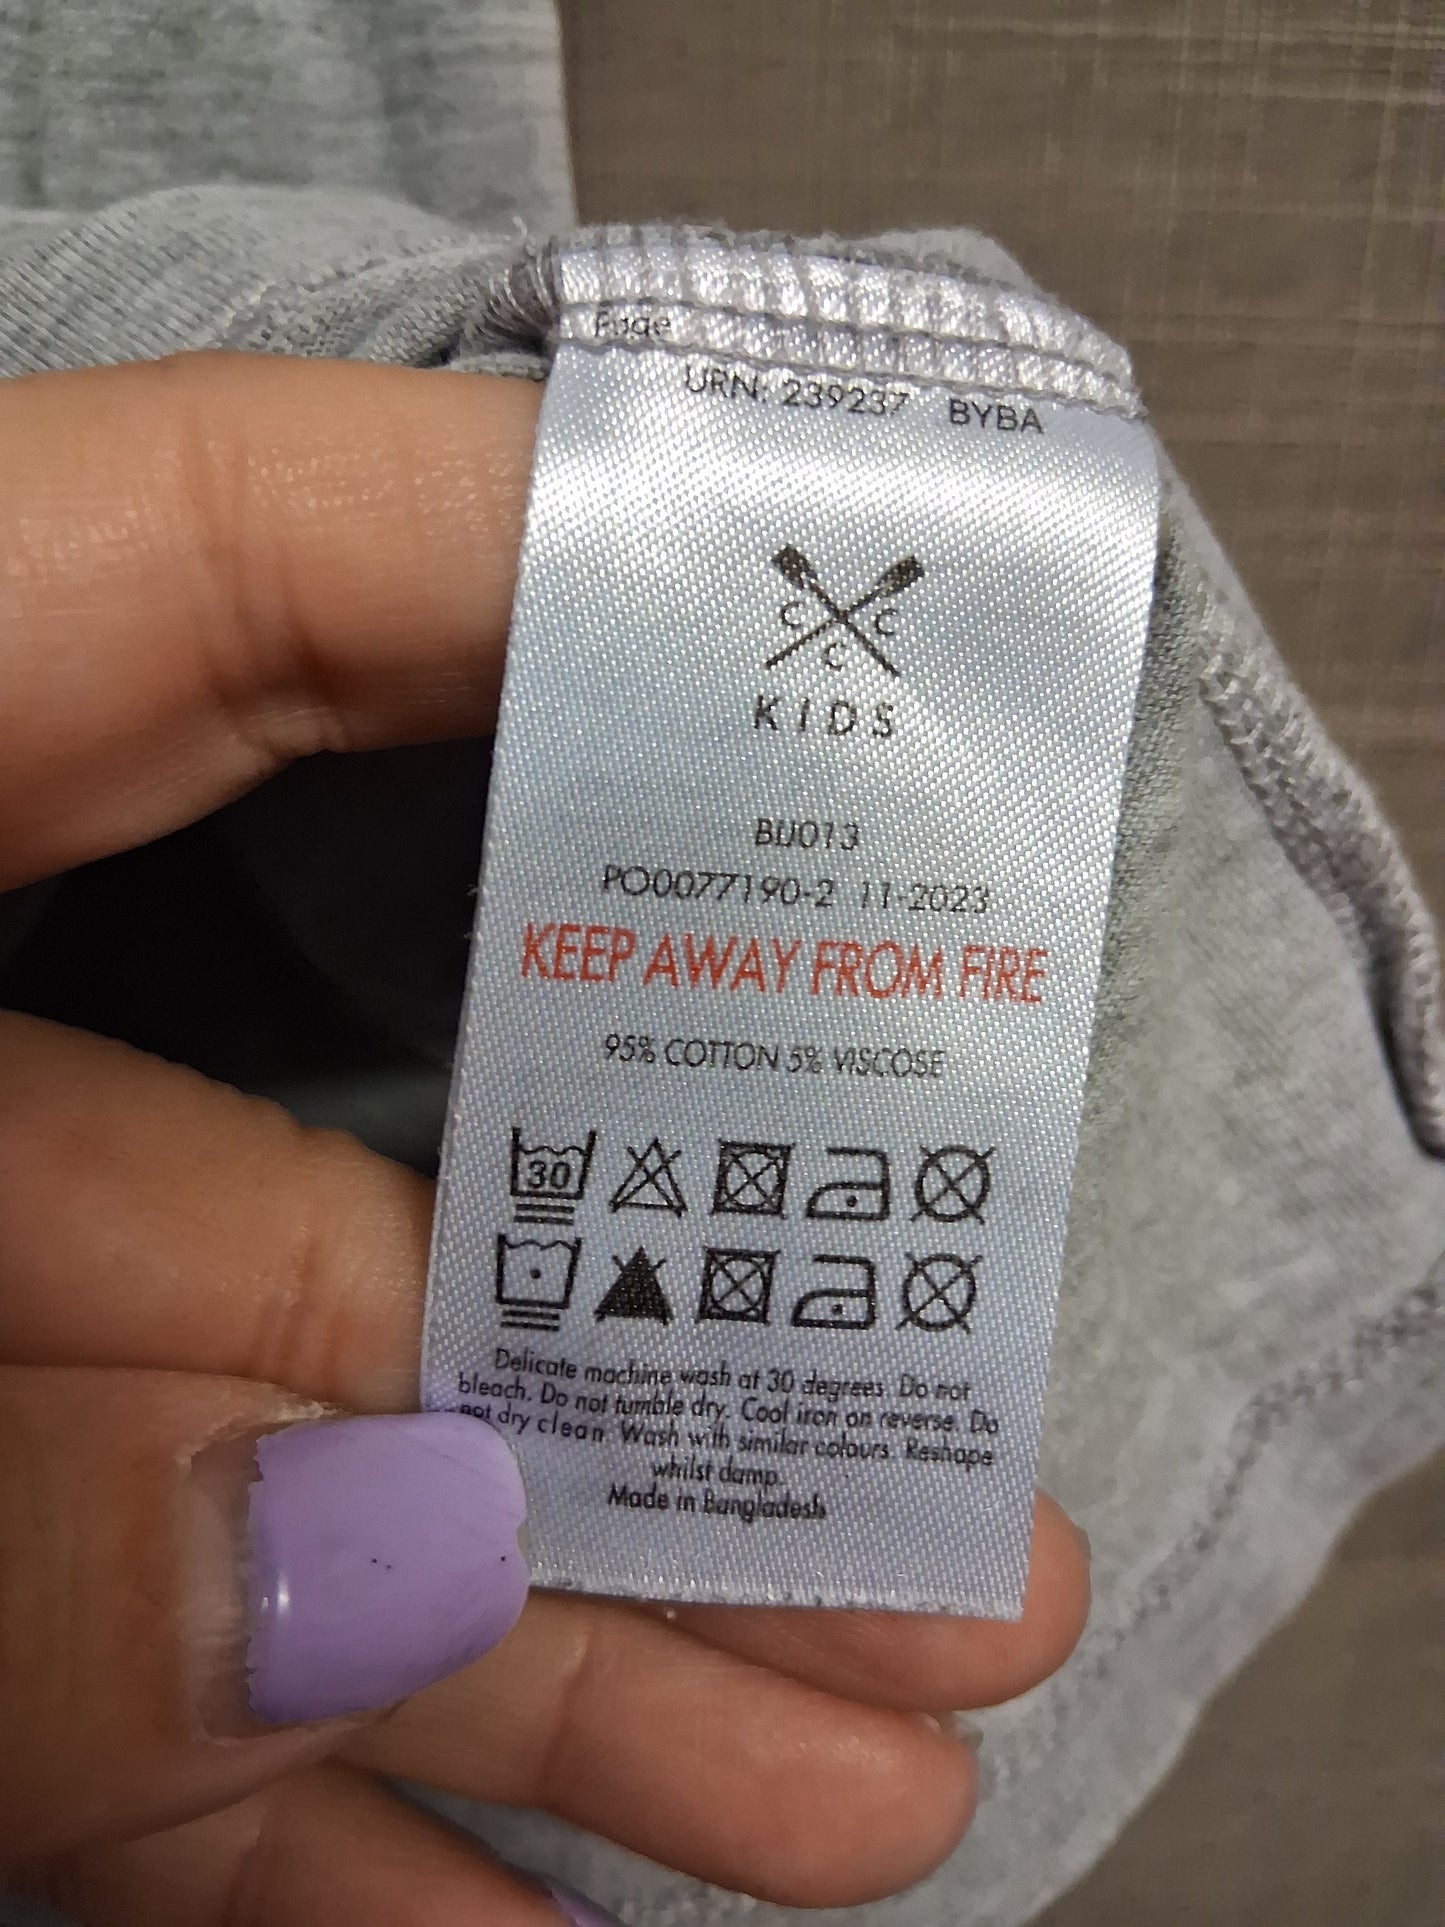 URN: 239237 BYBA
C C
C
KIDS
BIJ013
PO0077190-2 11-2023
KEEP AWAY FROM FIRE
95% COTTON 5% VISCOSE
30
Delicate machine wash at 30 degrees. Do not
bleach. Do not tumble dry. Cool iron on reverse. Do
not dry clean. Wash with similar colours. Reshape
whilst damp.
Made in Bangladesh